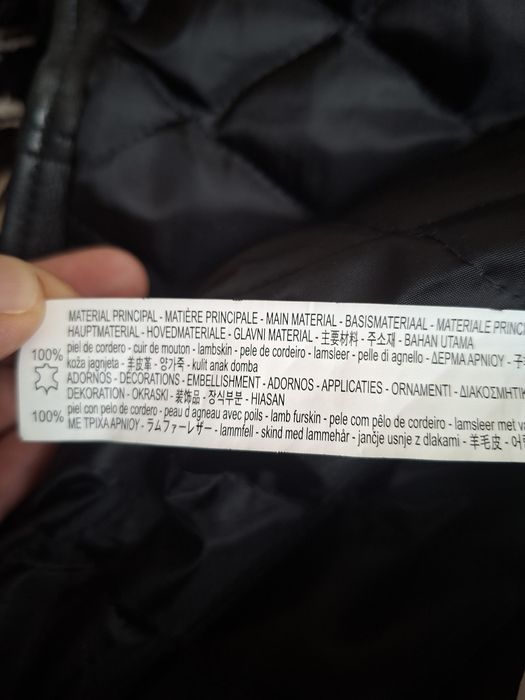 MATERIAL PRINCIPAL - MATIÈRE PRINCIPALE - MAIN MATERIAL - BASISMATERIAAL - MATERIALE PRINC
HAUPTMATERIAL - HOVEDMATERIALE - GLAVNI MATERIAL - 主要材料 - 주소재 - BAHAN UTAMA
100% piel de cordero - cuir de mouton - lambskin - pele de cordeiro - lamsleer - pelle di agnello - ΔΕΡΜΑ ΑΡΝΙΟΥ -
koža jagnjeta - 羊皮革 - 양가죽 - kulit anak domba
ADORNOS - DÉCORATIONS - EMBELLISHMENT - ADORNOS - APPLICATIES - ORNAMENTI - ΔΙΑΚΟΣΜΗΤΙΚ
DEKORATION - OKRASKI - 装飾品 - 장식부분 - HIASAN
100% piel con pelo de cordero - peau d agneau avec poils - lamb furskin - pele com pêlo de cordeiro - lamsleer met va
ΜΕ ΤΡΙΧΑ ΑΡΝΙΟΥ - ラムファーレザー - lammfell - skind med lammehår - jančje usnje z dlakami - 羊毛皮 -